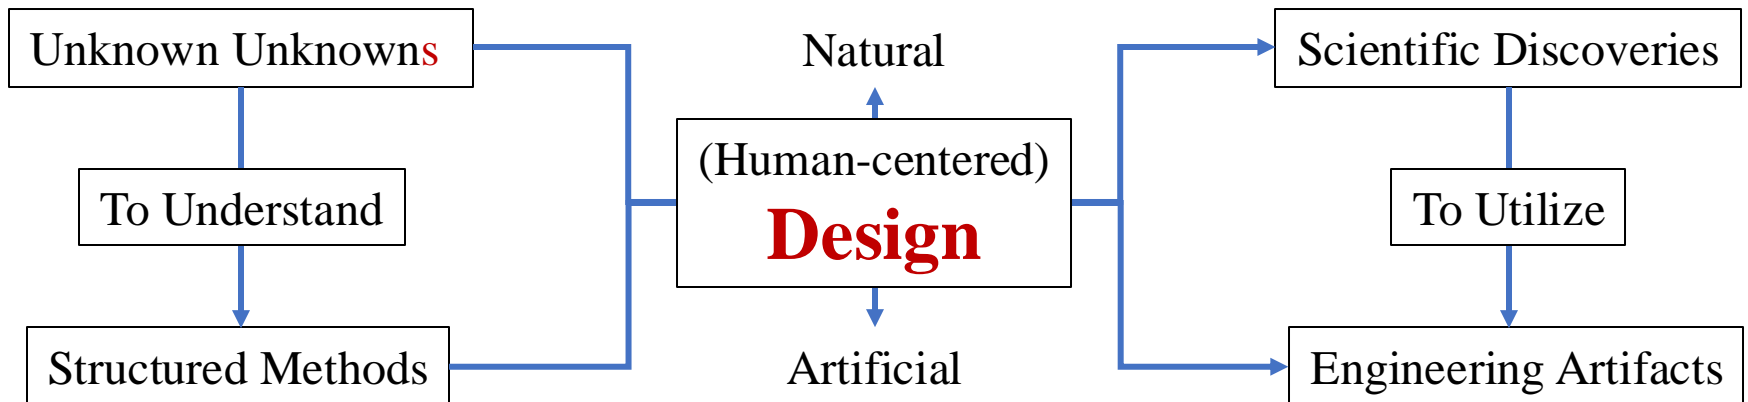 Unknown Unknowns
To Understand
Structured Methods
Natural
(Human-centered)
Design
Artificial
Scientific Discoveries
To Utilize
Engineering Artifacts